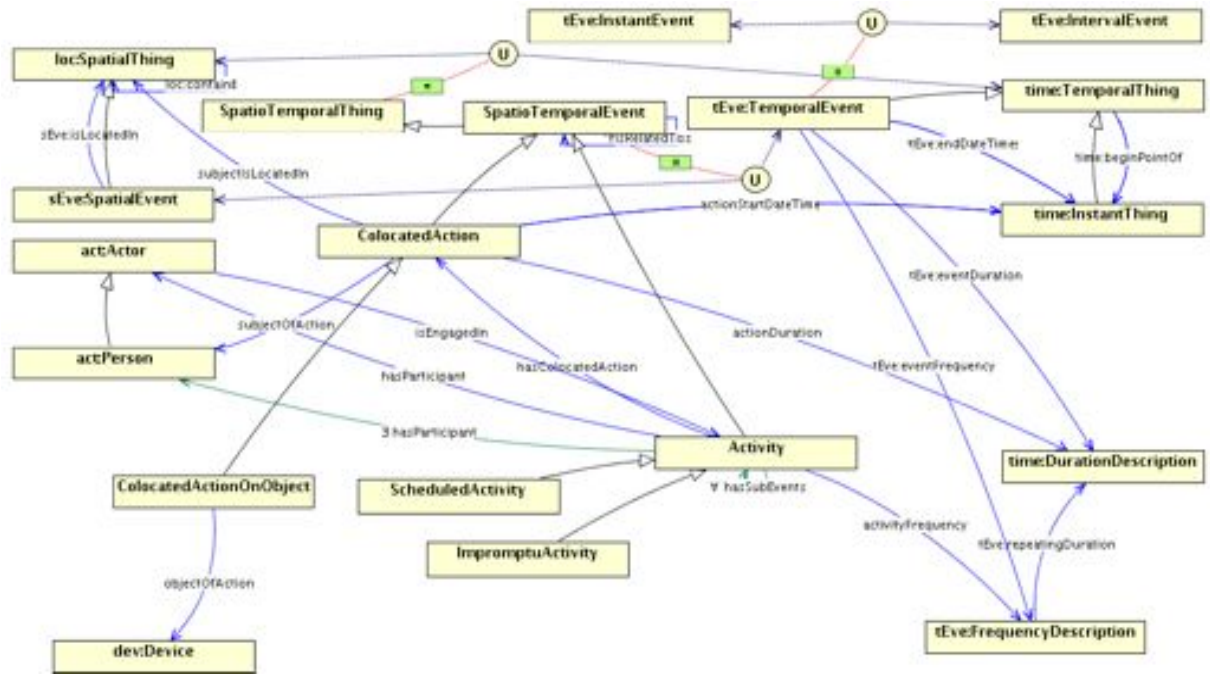 tEve:InstantEvent
U
tEve:IntervalEvent
loc:SpatialThing
U
loc:containd
≡
≡
time:TemporalThing
SpatioTemporalThing
SpatioTemporalEvent
tEve:TemporalEvent
sEve:isLocatedIn
tEve:endDateTime
time:beginPointOf
≡
subjectIsLocatedIn
U
sEve:SpatialEvent
actionStartDateTime
time:InstantThing
ColocatedAction
act:Actor
tEve:eventDuration
subjectOfAction
isEngagedIn
actionDuration
act:Person
hasParticipant
hasColocatedAction
tEve:eventFrequency
∃ hasParticipant
Activity
time:DurationDescription
ColocatedActionOnObject
ScheduledActivity
∀ hasSubEvents
activityFrequency
ImpromptuActivity
tEve:repeatingDuration
objectOfAction
tEve:FrequencyDescription
dev:Device